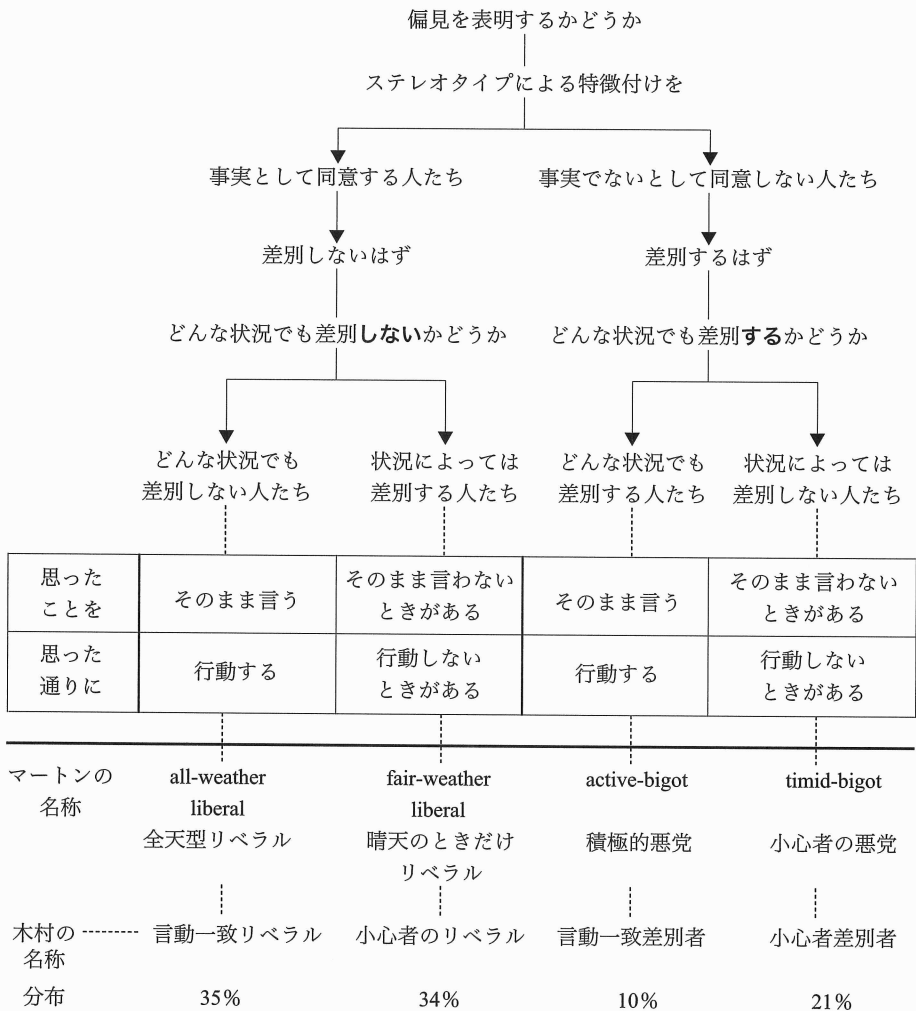 偏見を表明するかどうか
ステレオタイプによる特徴付けを
事実として同意する人たち
事実でないとして同意しない人たち
差別しないはず
差別するはず
どんな状況でも差別しないかどうか
どんな状況でも差別するかどうか
どんな状況でも
差別しない人たち
状況によっては
差別する人たち
どんな状況でも
差別する人たち
状況によっては
差別しない人たち
思った
ことを
そのまま言う
そのまま言わない
ときがある
そのまま言う
そのまま言わない
ときがある
思った
通りに
行動する
行動しない
ときがある
行動する
行動しない
ときがある
マートンの
名称
all-weather
liberal
全天型リベラル
fair-weather
liberal
晴天のときだけ
リベラル
active-bigot
積極的悪党
timid-bigot
小心者の悪党
木村の
名称
言動一致リベラル
小心者のリベラル
言動一致差別者
小心者差別者
分布
35%
34%
10%
21%